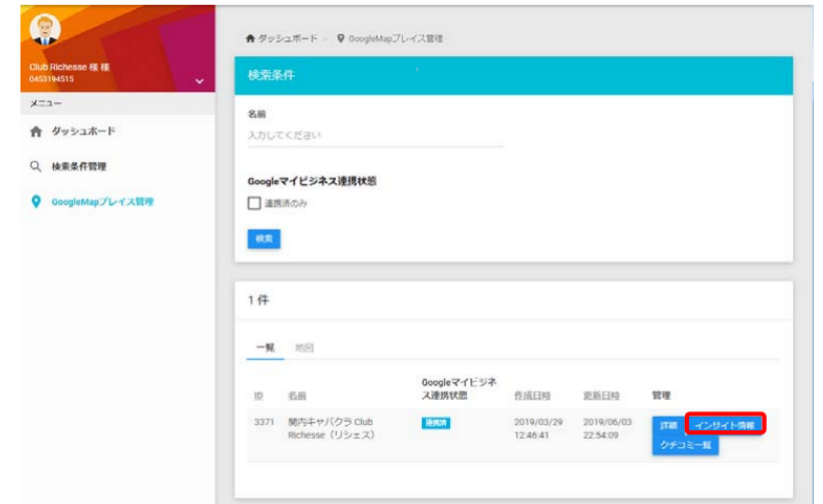 Club Richesse 様 様
0453194515
メニュー
ダッシュボード
検索条件管理
GoogleMapプレイス管理
ダッシュボード > GoogleMapプレイス管理
検索条件
名前
入力してください
Googleマイビジネス連携状態
連携済のみ
検索
1 件
一覧 地図
ID 名前 Googleマイビジネス連携状態 作成日時 更新日時 管理
3371 関内キャバクラ Club Richesse（リシェス） 連携済 2019/03/29 12:46:41 2019/06/03 22:54:09 詳細 インサイト情報
クチコミ一覧